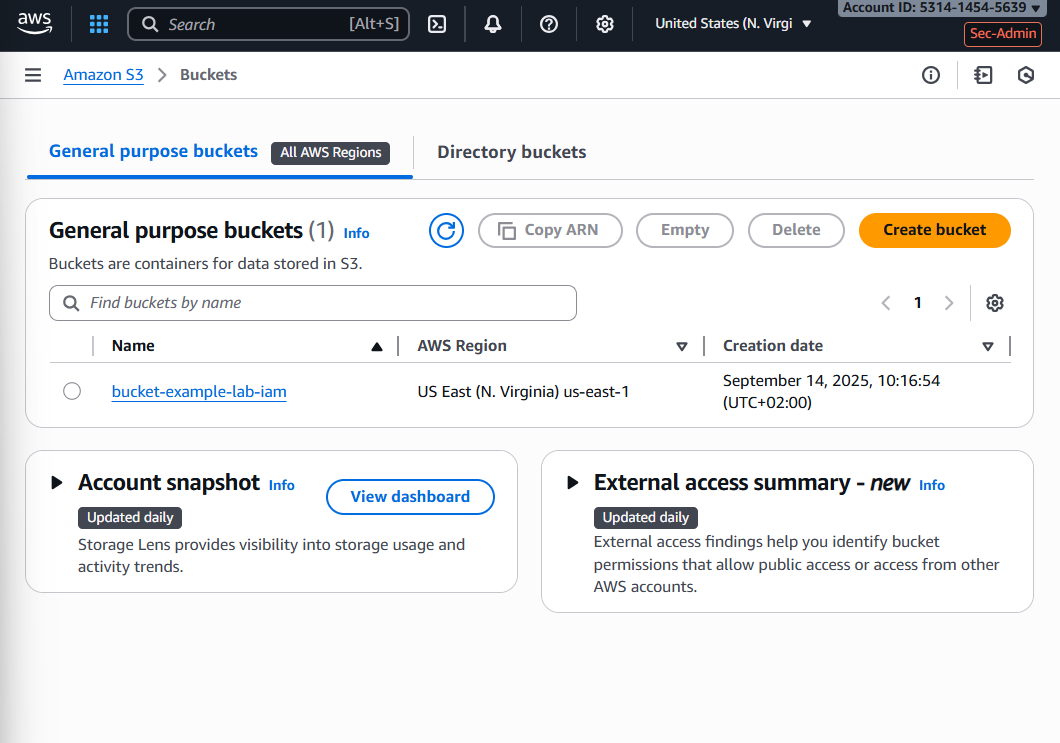 aws
Search [Alt+S]
United States (N. Virgi
Account ID: 5314-1454-5639
Sec-Admin
Amazon S3 > Buckets
General purpose buckets All AWS Regions
Directory buckets
General purpose buckets (1) Info
Copy ARN
Empty
Delete
Create bucket
Buckets are containers for data stored in S3.
Find buckets by name
1
Name
AWS Region
Creation date
bucket-example-lab-iam
US East (N. Virginia) us-east-1
September 14, 2025, 10:16:54
(UTC+02:00)
Account snapshot Info
View dashboard
Updated daily
Storage Lens provides visibility into storage usage and
activity trends.
External access summary - new Info
Updated daily
External access findings help you identify bucket
permissions that allow public access or access from other
AWS accounts.